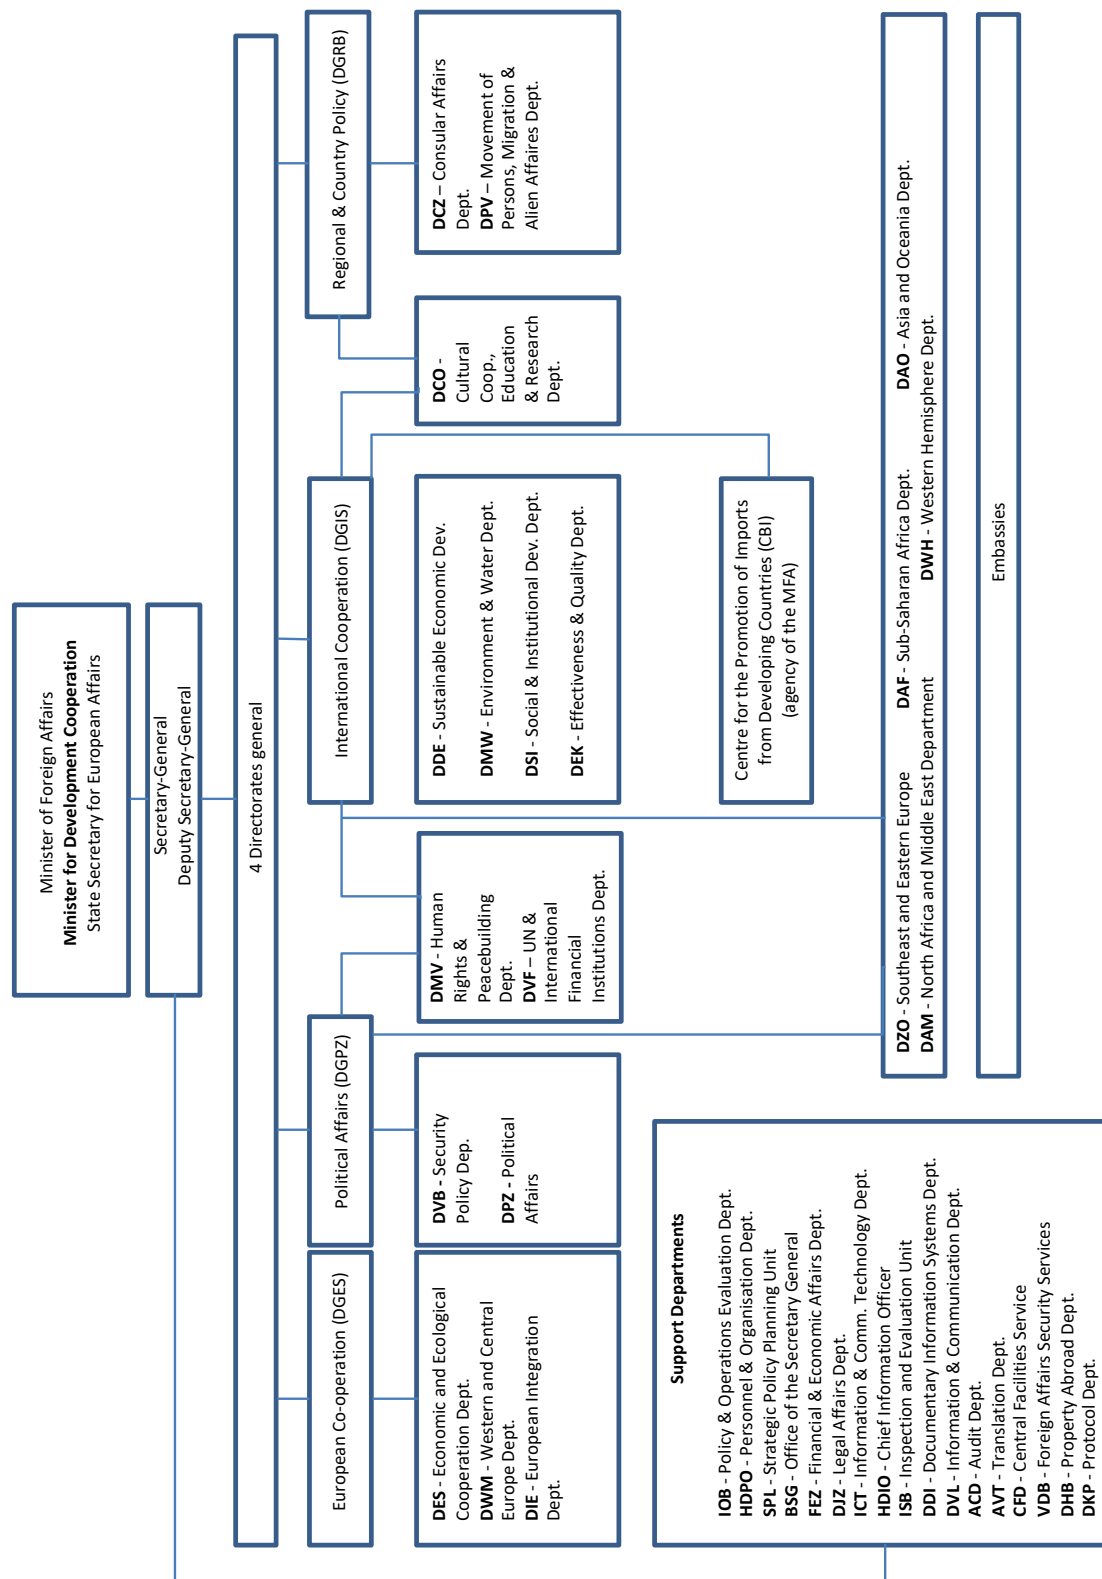 Minister of Foreign Affairs
Minister for Development Cooperation
State Secretary for European Affairs
Secretary-General
Deputy Secretary-General
4 Directorates general
European Co-operation (DGES)
Political Affairs (DGPZ)
International Cooperation (DGIS)
Regional & Country Policy (DGRB)
DES - Economic and Ecological
Cooperation Dept.
DWM - Western and Central
Europe Dept.
DIE - European Integration
Dept.
DVB - Security
Policy Dep.
DPZ - Political
Affairs
DMV - Human
Rights &
Peacebuilding
Dept.
DVF – UN &
International
Financial
Institutions Dept.
DDE - Sustainable Economic Dev.
DMW - Environment & Water Dept.
DSI - Social & Institutional Dev. Dept.
DEK - Effectiveness & Quality Dept.
DCO -
Cultural
Coop.,
Education
& Research
Dept.
DCZ – Consular Affairs
Dept.
DPV – Movement of
Persons, Migration &
Alien Affaires Dept.
Centre for the Promotion of Imports
from Developing Countries (CBI)
(agency of the MFA)
Support Departments
IOB - Policy & Operations Evaluation Dept.
HDPO - Personnel & Organisation Dept.
SPL - Strategic Policy Planning Unit
BSG - Office of the Secretary General
FEZ - Financial & Economic Affairs Dept.
DJZ - Legal Affairs Dept.
ICT - Information & Comm. Technology Dept.
HDIO - Chief Information Officer
ISB - Inspection and Evaluation Unit
DDI - Documentary Information Systems Dept.
DVL - Information & Communication Dept.
ACD - Audit Dept.
AVT - Translation Dept.
CFD - Central Facilities Service
VDB - Foreign Affairs Security Services
DHB - Property Abroad Dept.
DKP - Protocol Dept.
DZO - Southeast and Eastern Europe DAF - Sub-Saharan Africa Dept. DAO - Asia and Oceania Dept.
DAM - North Africa and Middle East Department DWH - Western Hemisphere Dept.
Embassies